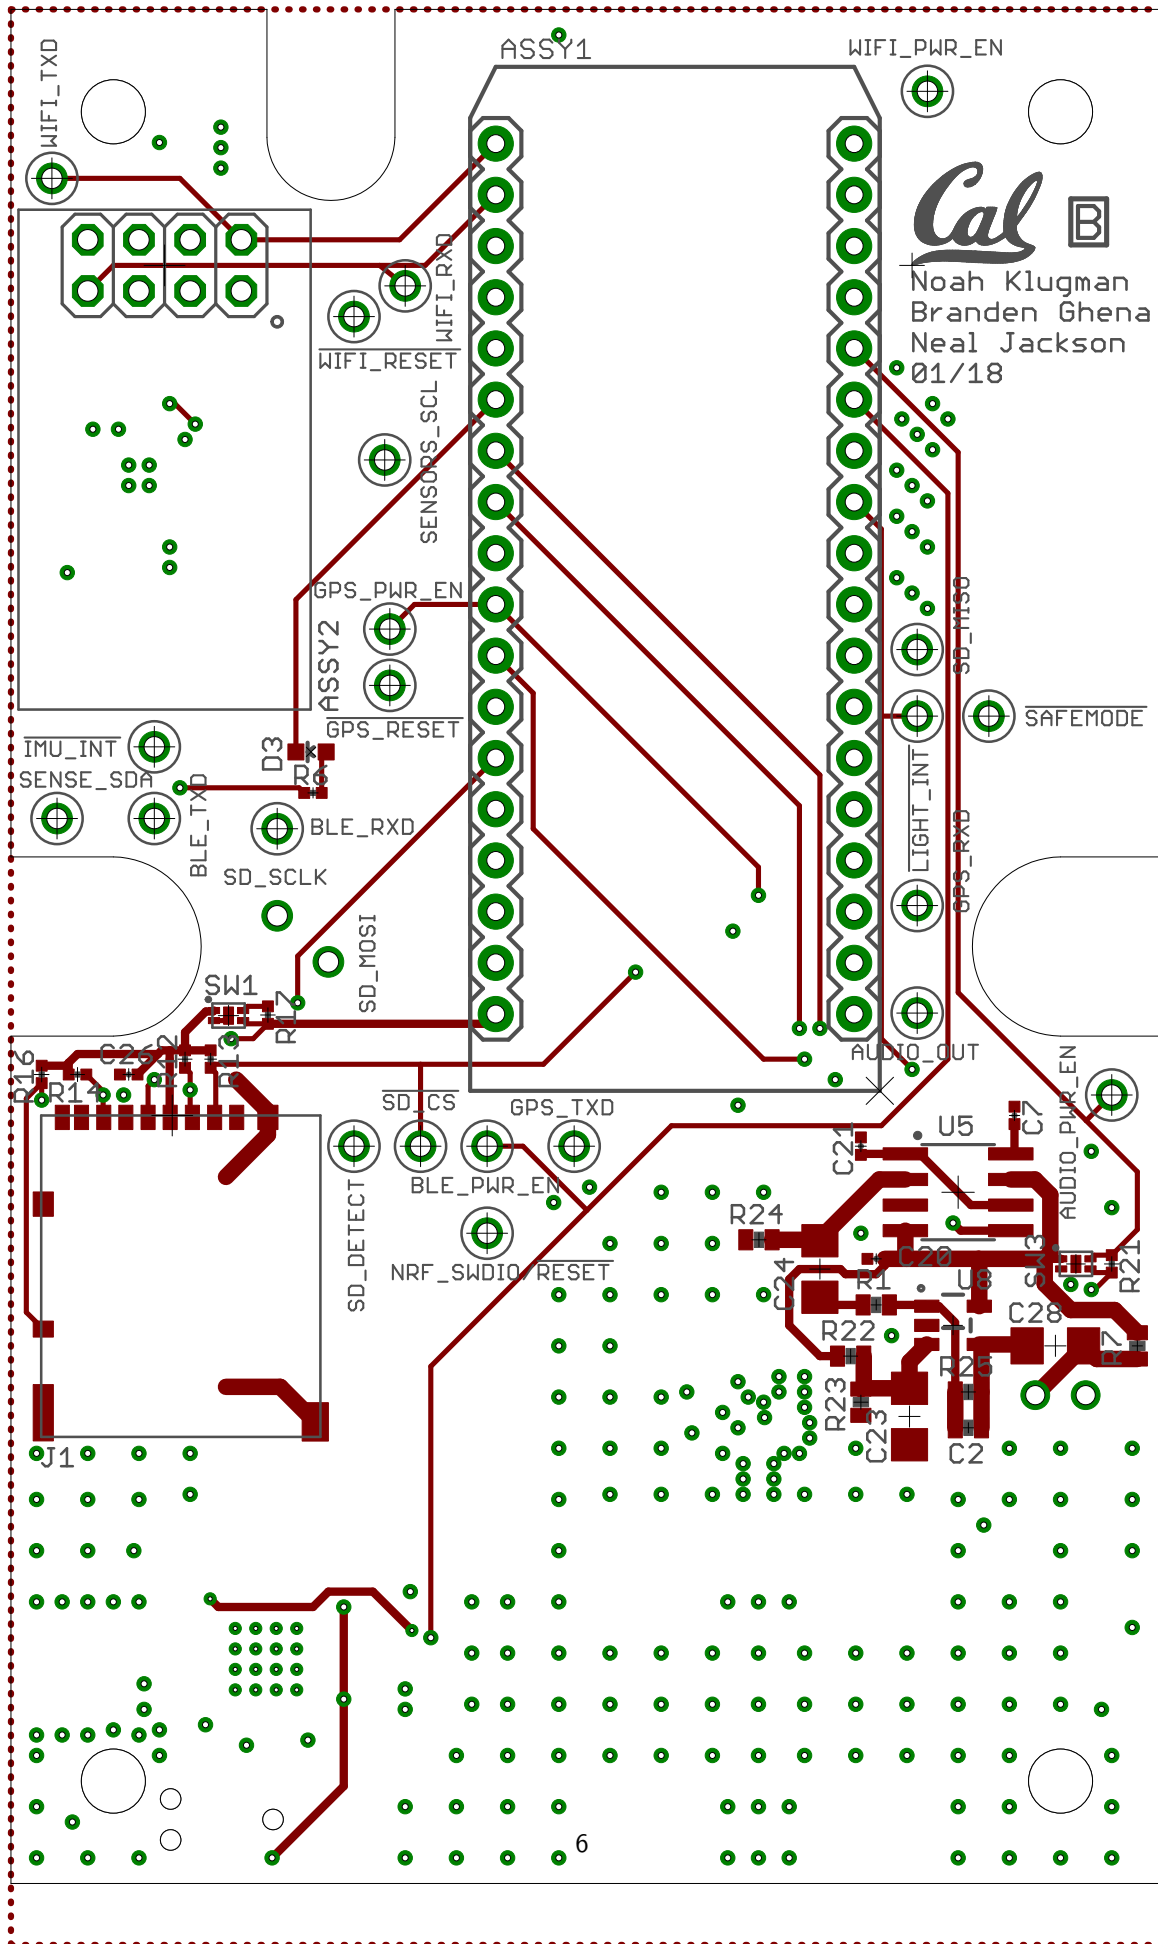 ASSY1
WIFI_PWR_EN
WIFI_TXD
Cal
B
Noah Klugman
Branden Ghena
Neal Jackson
01/18
WIFI_RXD
WIFI_RESET
SENSORS_SCL
GPS_PWR_EN
SD_MISO
ASSY2
GPS_RESET
SAFEMODE
IMU_INT
D3
SENSE_SDA
R6
BLE_TXD
BLE_RXD
LIGHT_INT
GPS_RXD
SD_SCLK
SD_MOSI
SW1
R17
AUDIO_OUT
R16
C26
R12
R13
R14
SD_CS
GPS_TXD
AUDIO_PWR_EN
C7
U5
C21
BLE_PWR_EN
SD_DETECT
R24
NRF_SWDIO/RESET
C20
SW3
R21
C24
R1
U8
C28
R22
R7
R25
R23
C23
C2
J1
6